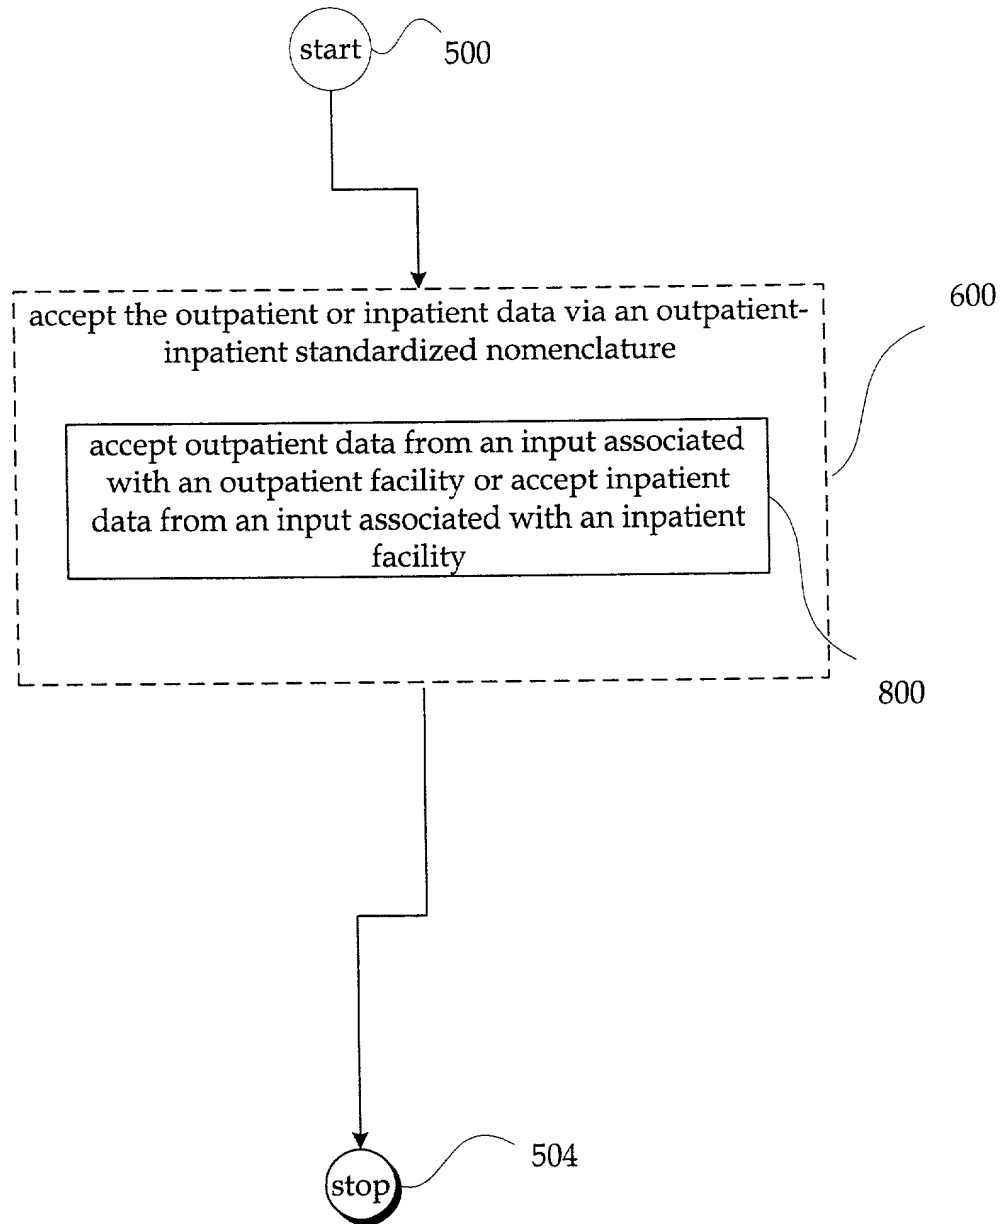 start
500
600
accept the outpatient or inpatient data via an outpatient-
inpatient standardized nomenclature
accept outpatient data from an input associated
with an outpatient facility or accept inpatient
data from an input associated with an inpatient
facility
800
504
stop